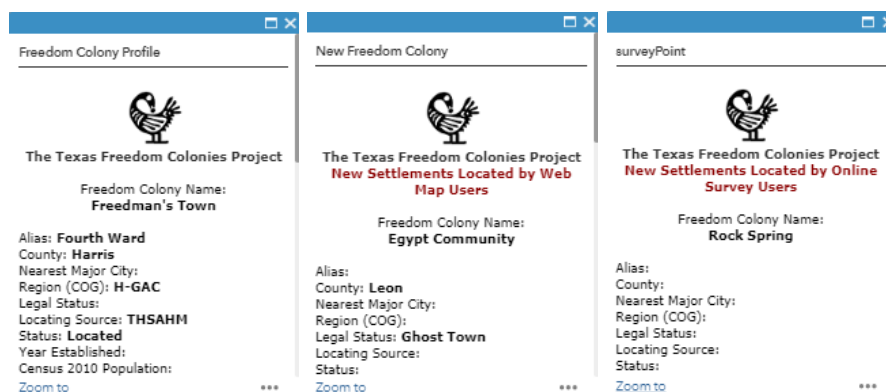 Freedom Colony Profile
The Texas Freedom Colonies Project
Freedom Colony Name:
Freedman's Town
Alias: Fourth Ward
County: Harris
Nearest Major City:
Region (COG): H-GAC
Legal Status:
Locating Source: THSAHM
Status: Located
Year Established:
Census 2010 Population:
Zoom to
New Freedom Colony
The Texas Freedom Colonies Project
New Settlements Located by Web
Map Users
Freedom Colony Name:
Egypt Community
Alias:
County: Leon
Nearest Major City:
Region (COG):
Legal Status: Ghost Town
Locating Source:
Status:
Zoom to
surveyPoint
The Texas Freedom Colonies Project
New Settlements Located by Online
Survey Users
Freedom Colony Name:
Rock Spring
Alias:
County:
Nearest Major City:
Region (COG):
Legal Status:
Locating Source:
Status:
Zoom to